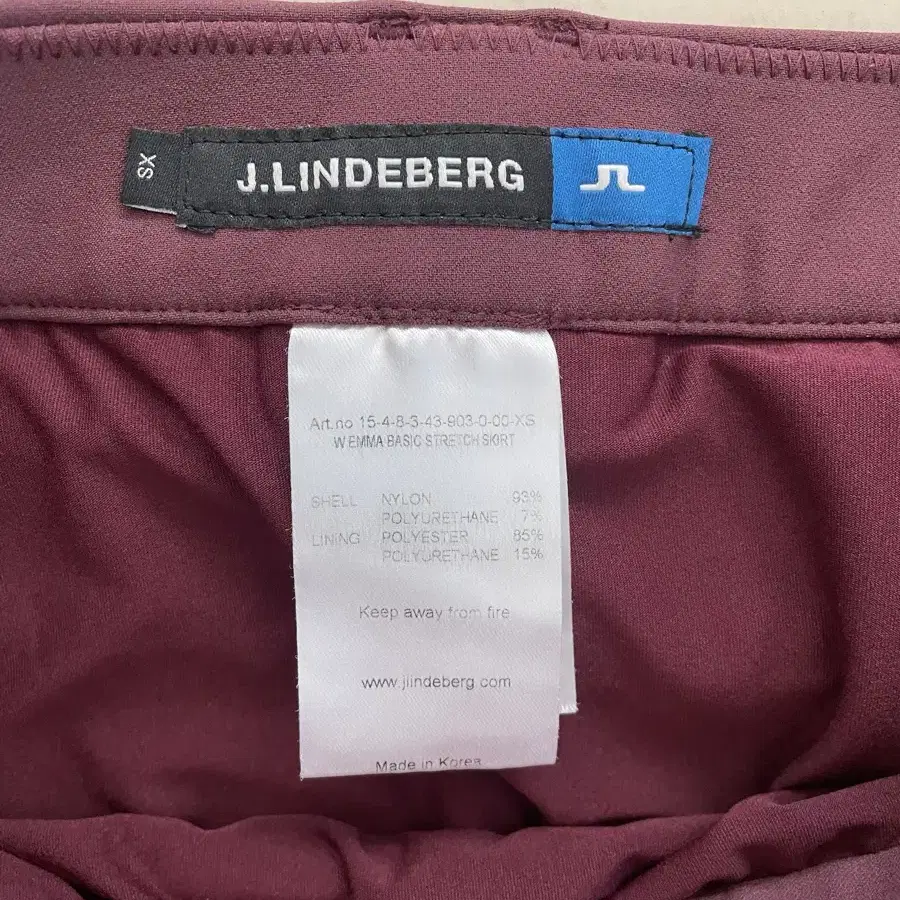 XS
J.LINDEBERG
Art.no 15-4-8-3-43-903-0-00-XS
W EMMA BASIC STRETCH SKIRT
SHELL NYLON 93%
POLYURETHANE 7%
LINING POLYESTER 85%
POLYURETHANE 15%
Keep away from fire
www.jlindeberg.com
Made in Korea